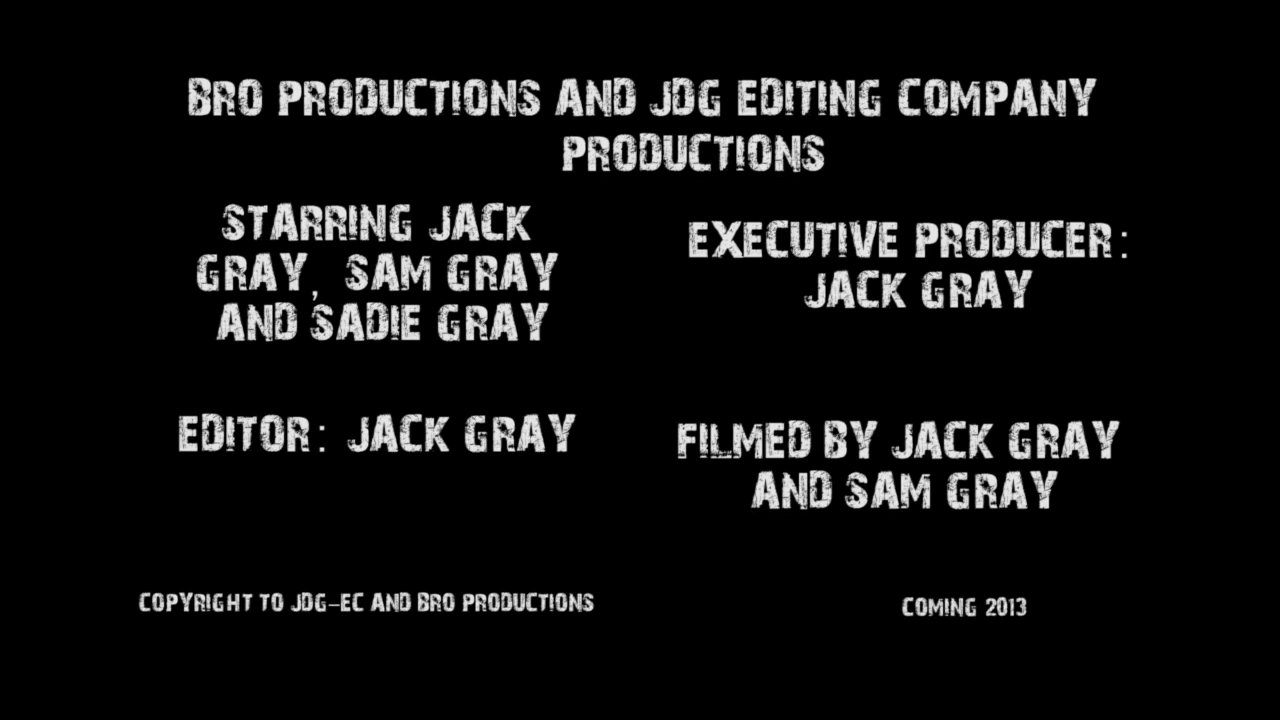 BRO PRODUCTIONS AND JDG EDITING COMPANY
PRODUCTIONS
STARRING JACK
GRAY, SAM GRAY
AND SADIE GRAY
EXECUTIVE PRODUCER:
JACK GRAY
EDITOR: JACK GRAY
FILMED BY JACK GRAY
AND SAM GRAY
COPYRIGHT TO JDG-EC AND BRO PRODUCTIONS
COMING 2013